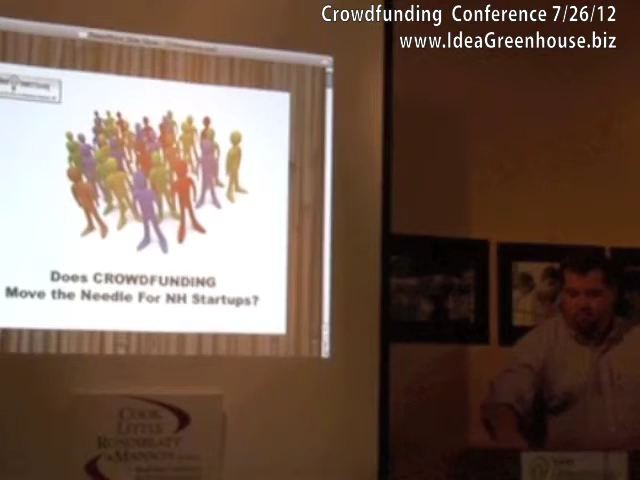 Crowdfunding Conference 7/26/12
www.IdeaGreenhouse.biz
Does CROWDFUNDING
Move the Needle For NH Startups?
COOK
LITTLE
ROSENBLATT
& MANSON